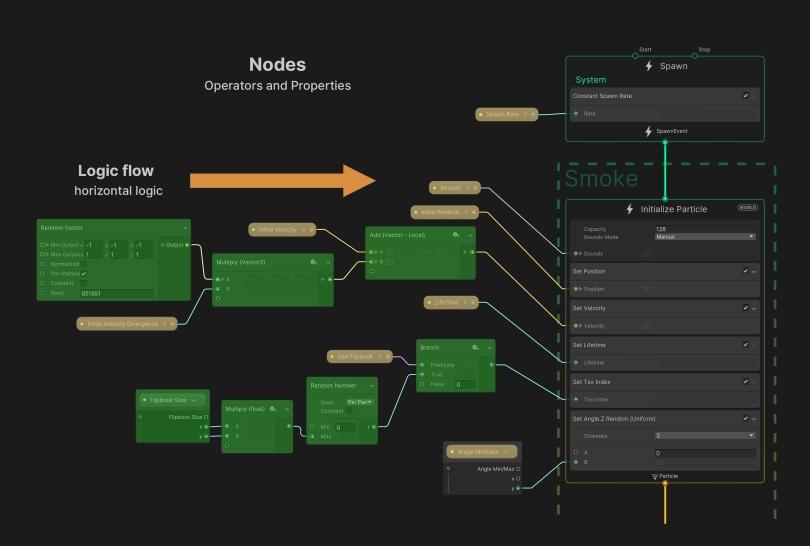 Nodes
Operators and Properties
Logic flow
horizontal logic
Start
Stop
Spawn
System
Constant Spawn Rate
Rate
SpawnEvent
Spawn Rate
Smoke
Initialize Particle
WORLD
Capacity 128
Bounds Mode Manual
Bounds
Set Position
Position
Set Velocity
Velocity
Set Lifetime
Lifetime
Set Tex Index
Tex Index
Set Angle.Z Random (Uniform)
Channels Z
A 0
B
Particle
Bounds
Initial Position
Initial Velocity
Random Vector
Min Output x -1 y -1 z -1
Max Output x 1 y 1 z 1
Normalized
Per-Particle
Constant
Seed 651651
Output
Multiply (Vector3)
A
B
Add (Vector - Local)
A
B
Initial Velocity Divergence
LifeTime
Use Flipbook
Branch
Predicate
True
False 0
Flipbook Size
Flipbook Size
x
y
Multiply (float)
A
B
Random Number
Seed Per Part
Constant
Min 0
Max
r
Angle Min/Max
Angle Min/Max
x
y